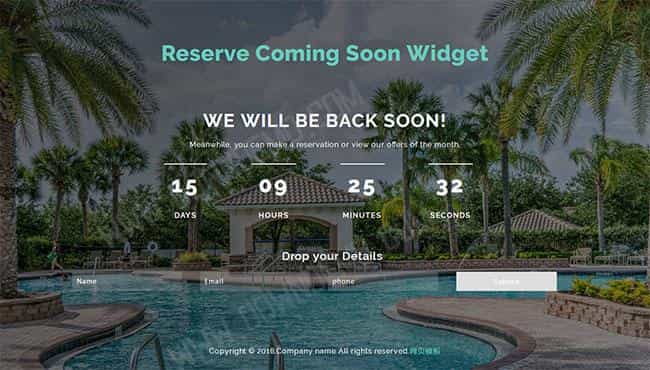 Reserve Coming Soon Widget
WE WILL BE BACK SOON!
Meanwhile, you can make a reservation or view our offers of the month.
15 09 25 32
DAYS HOURS MINUTES SECONDS
Drop your Details
Name Email phone Submit
Copyright © 2016.Company name All rights reserved.网页模板